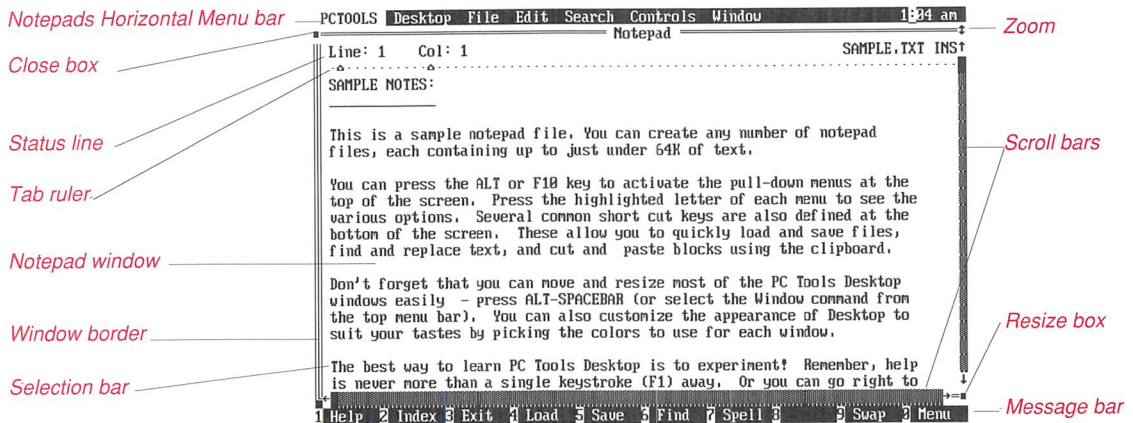 Notepads Horizontal Menu bar
PCTOOLS Desktop File Edit Search Controls Window 1:04 am
Notepad
Zoom
Close box
Line: 1 Col: 1 SAMPLE.TXT INS
SAMPLE NOTES:
Status line
This is a sample notepad file. You can create any number of notepad
files, each containing up to just under 64K of text.
Scroll bars
Tab ruler
You can press the ALT or F10 key to activate the pull-down menus at the
top of the screen. Press the highlighted letter of each menu to see the
various options. Several common short cut keys are also defined at the
bottom of the screen. These allow you to quickly load and save files,
find and replace text, and cut and paste blocks using the clipboard.
Notepad window
Don't forget that you can move and resize most of the PC Tools Desktop
windows easily - press ALT-SPACEBAR (or select the Window command from
the top menu bar). You can also customize the appearance of Desktop to
suit your tastes by picking the colors to use for each window.
Window border
Resize box
The best way to learn PC Tools Desktop is to experiment! Remember, help
is never more than a single keystroke (F1) away. Or you can go right to
Selection bar
1 Help 2 Index 3 Exit 4 Load 5 Save 6 Find 7 Spell 8 9 Swap 0 Menu
Message bar